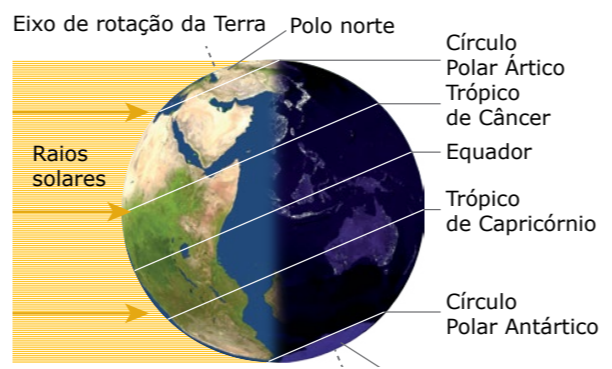 Eixo de rotação da Terra
Polo norte
Círculo
Polar Ártico
Trópico
de Câncer
Equador
Raios
solares
Trópico
de Capricórnio
Círculo
Polar Antártico